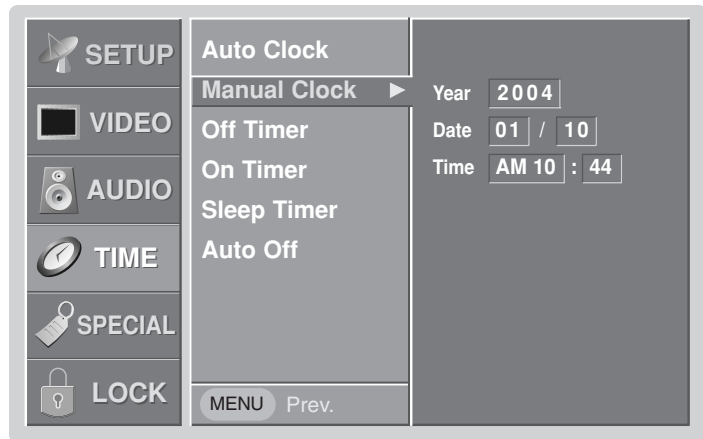 SETUP
VIDEO
AUDIO
TIME
SPECIAL
LOCK
Auto Clock
Manual Clock ►
Off Timer
On Timer
Sleep Timer
Auto Off
MENU Prev.
Year 2004
Date 01 / 10
Time AM 10 : 44